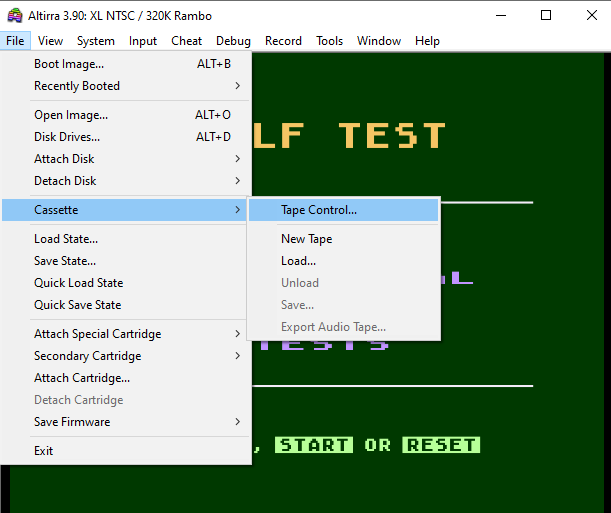 Altirra 3.90: XL NTSC / 320K Rambo
File View System Input Cheat Debug Record Tools Window Help
Boot Image... ALT+B
Recently Booted
Open Image... ALT+O
Disk Drives... ALT+D
Attach Disk
Detach Disk
Cassette
Load State...
Save State...
Quick Load State
Quick Save State
Attach Special Cartridge
Secondary Cartridge
Attach Cartridge...
Detach Cartridge
Save Firmware
Exit
Tape Control...
New Tape
Load...
Unload
Save...
Export Audio Tape...
LF TEST
L
TESTS
, START OR RESET